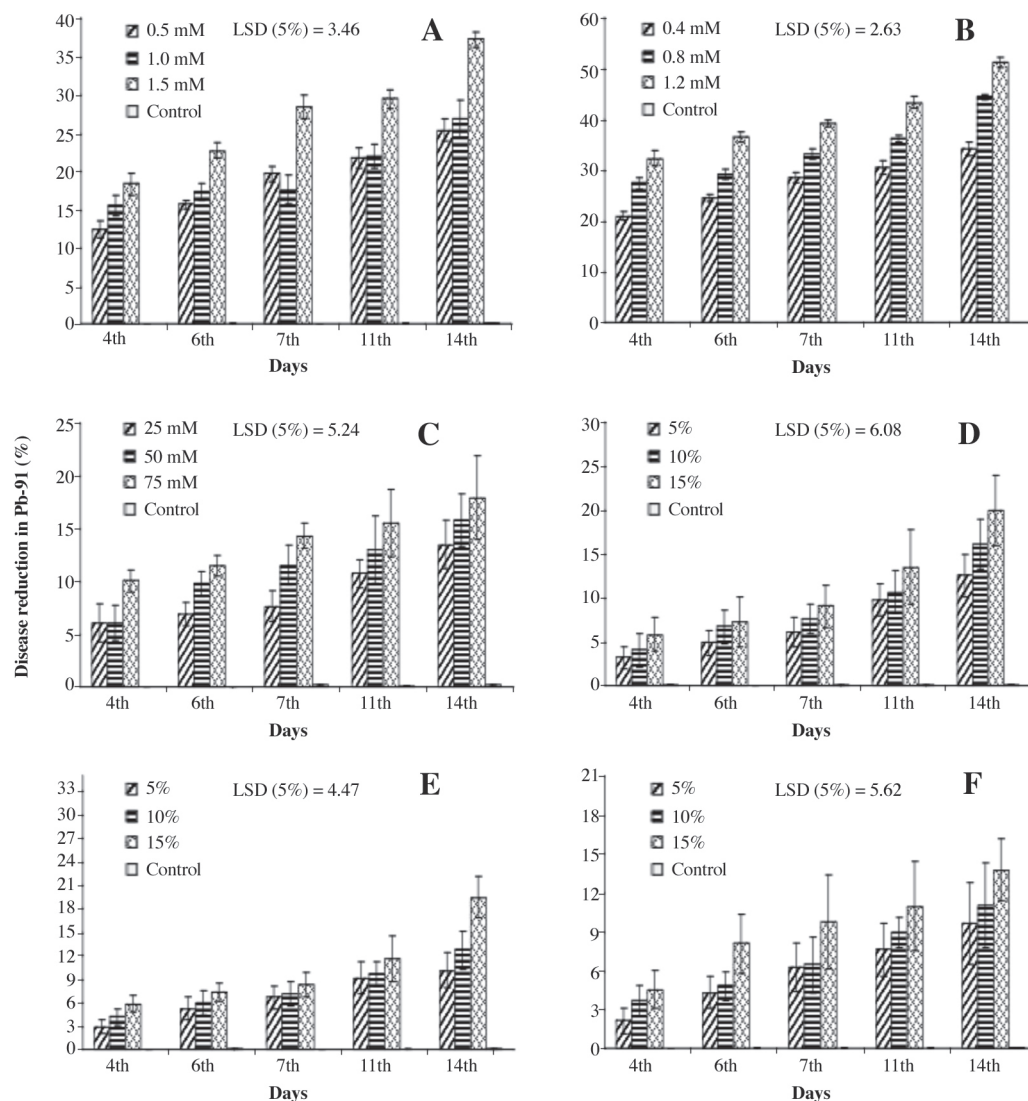 Disease reduction in Pb-91 (%)
A
LSD (5%) = 3.46
0.5 mM
1.0 mM
1.5 mM
Control
40
35
30
25
20
15
10
5
0
4th 6th 7th 11th 14th
Days
B
LSD (5%) = 2.63
0.4 mM
0.8 mM
1.2 mM
Control
60
50
40
30
20
10
0
4th 6th 7th 11th 14th
Days
C
LSD (5%) = 5.24
25 mM
50 mM
75 mM
Control
25
20
15
10
5
0
4th 6th 7th 11th 14th
Days
D
LSD (5%) = 6.08
5%
10%
15%
Control
30
25
20
15
10
5
0
4th 6th 7th 11th 14th
Days
E
LSD (5%) = 4.47
5%
10%
15%
Control
33
30
27
24
21
18
15
12
9
6
3
0
4th 6th 7th 11th 14th
Days
F
LSD (5%) = 5.62
5%
10%
15%
Control
21
18
15
12
9
6
3
0
4th 6th 7th 11th 14th
Days